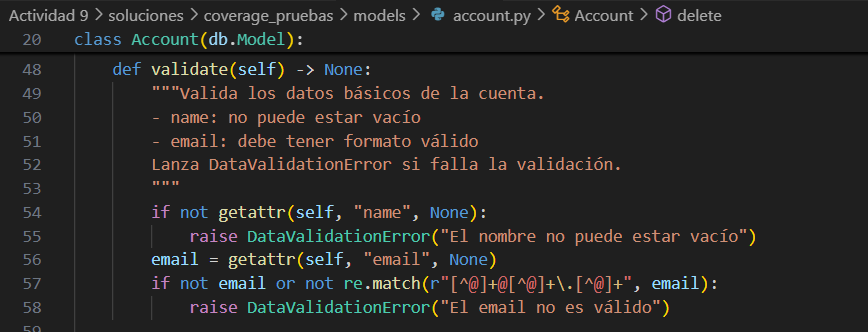 Actividad 9 > soluciones > coverage_pruebas > models > account.py > Account > delete
20 class Account(db.Model):
48 def validate(self) -> None:
49 """Valida los datos básicos de la cuenta.
50 - name: no puede estar vacío
51 - email: debe tener formato válido
52 Lanza DataValidationError si falla la validación.
53 """
54 if not getattr(self, "name", None):
55 raise DataValidationError("El nombre no puede estar vacío")
56 email = getattr(self, "email", None)
57 if not email or not re.match(r"[^@]+@[^@]+\.[^@]+", email):
58 raise DataValidationError("El email no es válido")
59